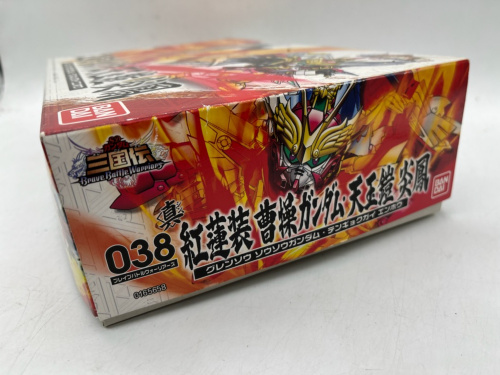 三国伝
Brave Battle Warriors
真
038
紅蓮装 曹操ガンダム・天玉鎧 炎鳳
グレンソウ ソウソウガンダム・テンギョクガイ エンホウ
ブレイブバトルウォーリアーズ
0165658
BANDAI
BANDAI